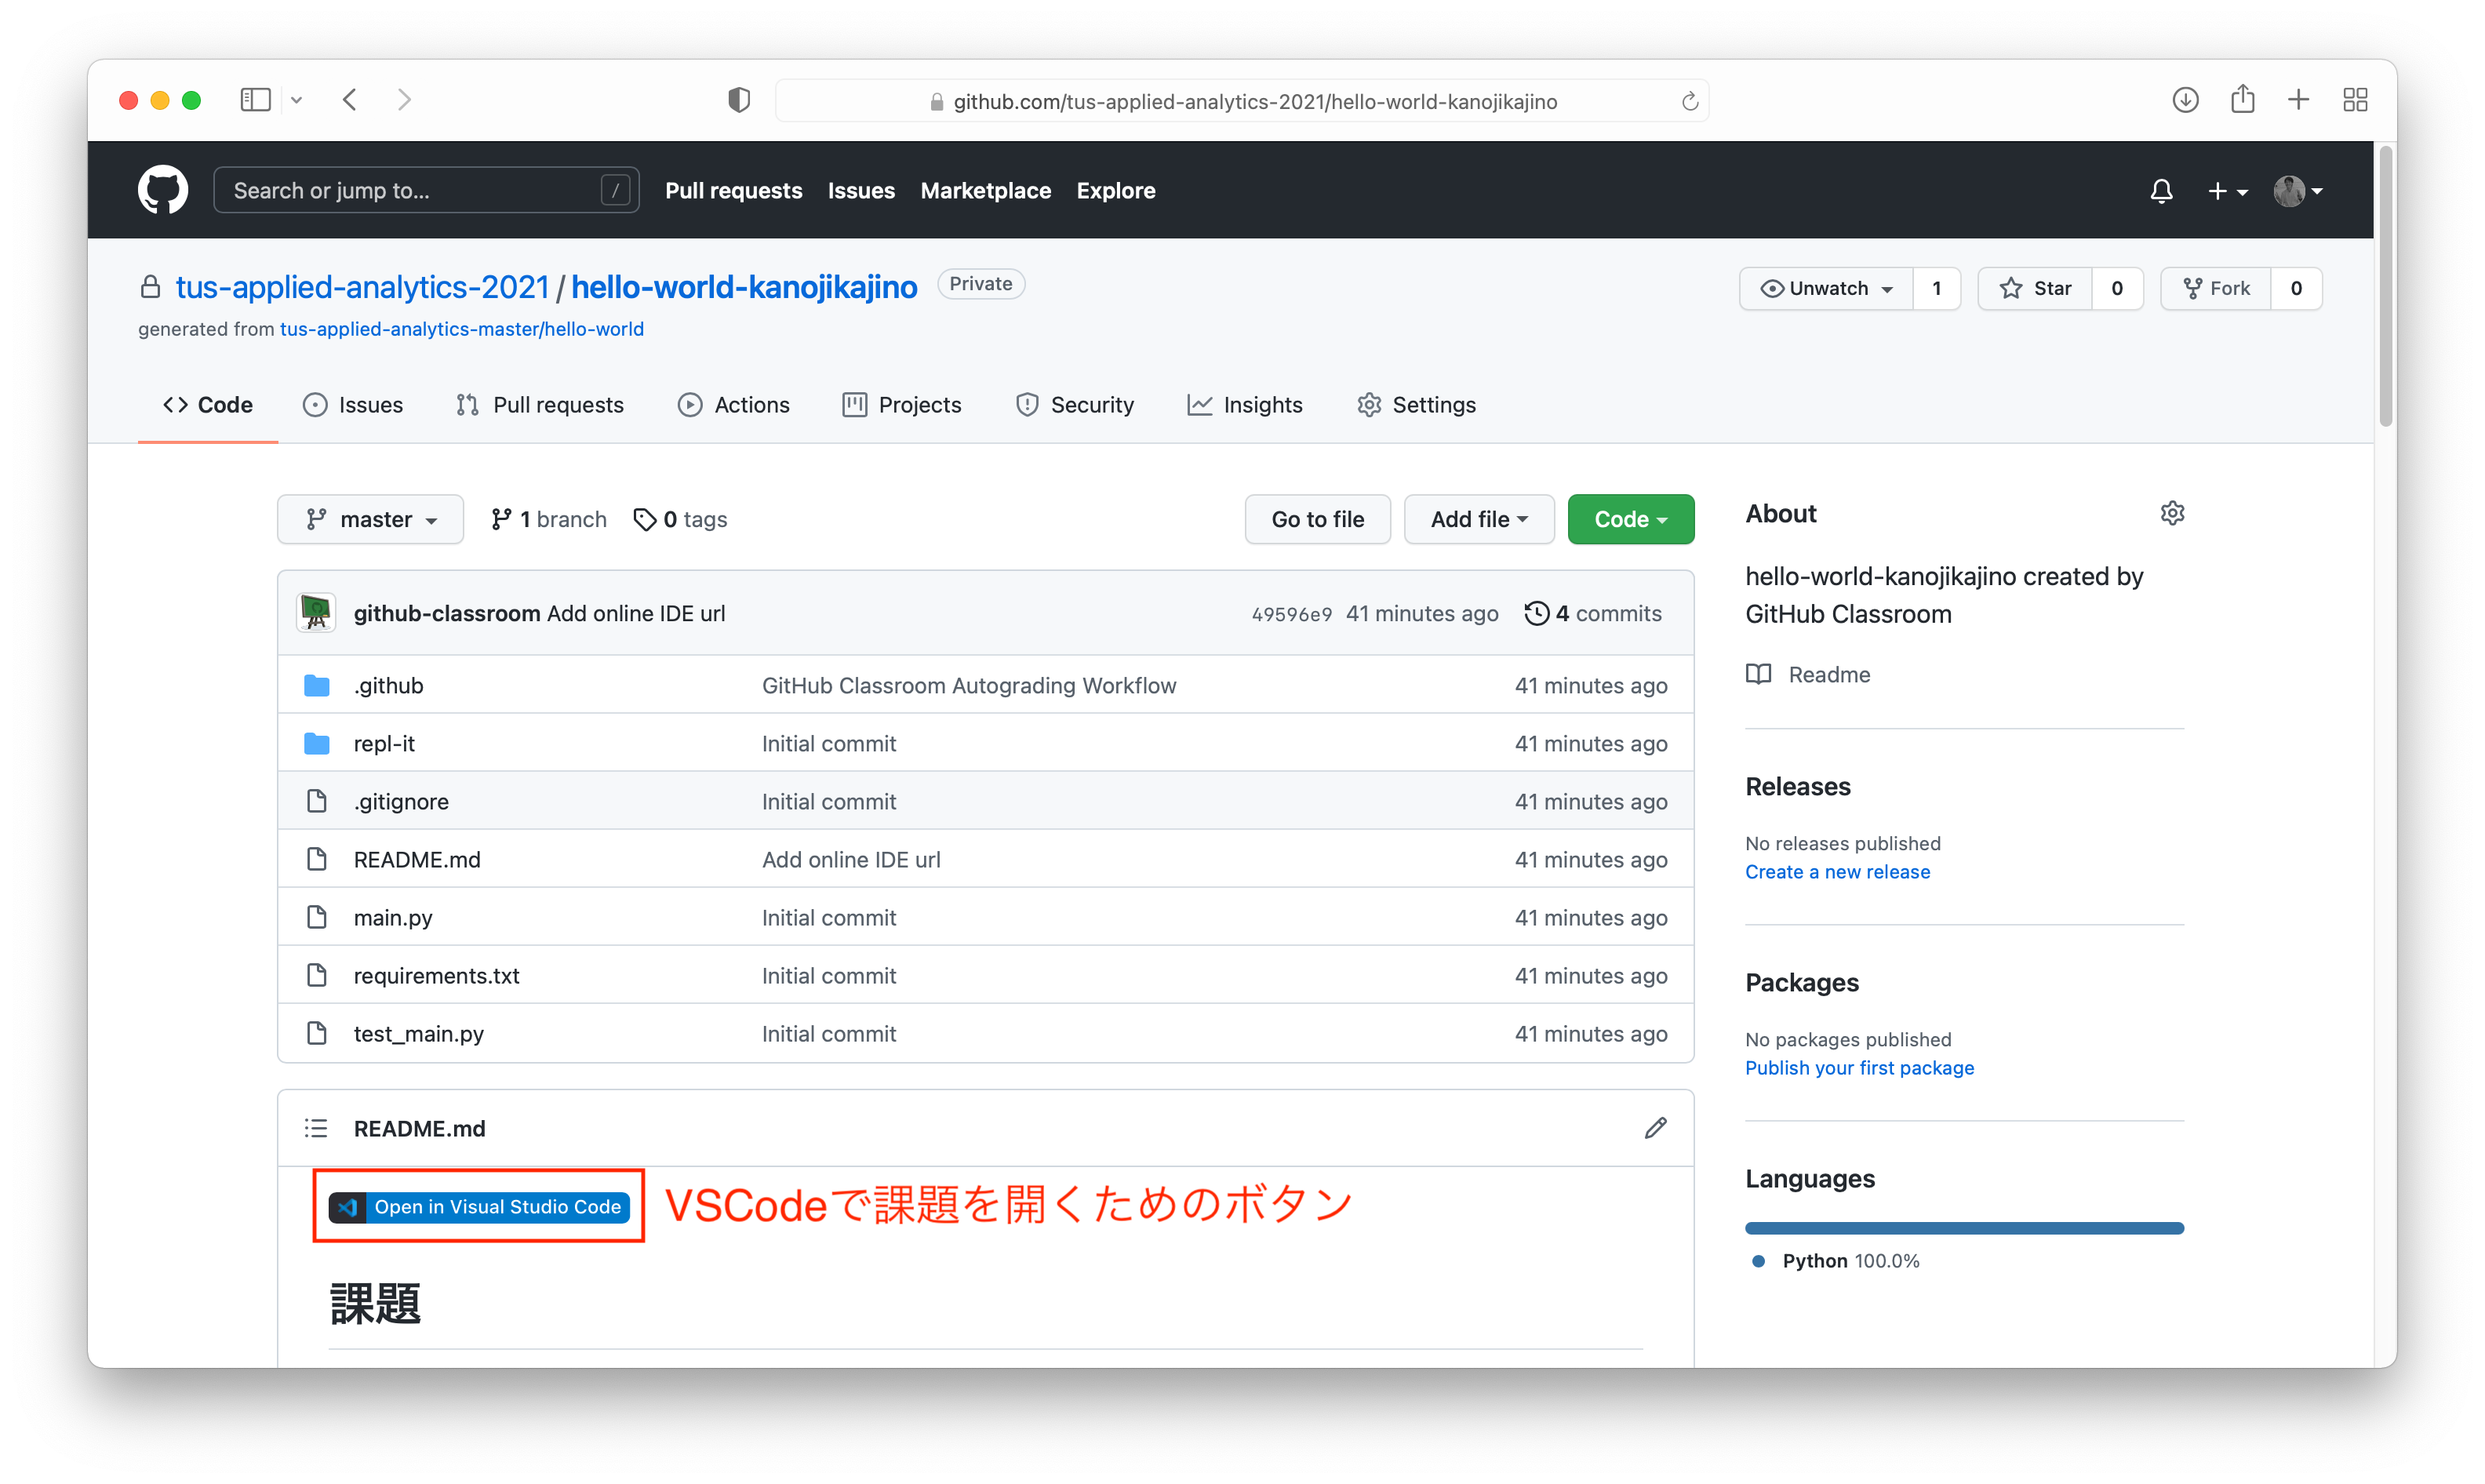 github.com/tus-applied-analytics-2021/hello-world-kanojikajino
Search or jump to... /
Pull requests Issues Marketplace Explore
tus-applied-analytics-2021 / hello-world-kanojikajino Private
Unwatch 1 Star 0 Fork 0
generated from tus-applied-analytics-master/hello-world
Code Issues Pull requests Actions Projects Security Insights Settings
master 1 branch 0 tags
Go to file Add file Code
github-classroom Add online IDE url 49596e9 41 minutes ago 4 commits
.github GitHub Classroom Autograding Workflow 41 minutes ago
repl-it Initial commit 41 minutes ago
.gitignore Initial commit 41 minutes ago
README.md Add online IDE url 41 minutes ago
main.py Initial commit 41 minutes ago
requirements.txt Initial commit 41 minutes ago
test_main.py Initial commit 41 minutes ago
README.md
Open in Visual Studio Code VSCodeで課題を開くためのボタン
課題
About
hello-world-kanojikajino created by
GitHub Classroom
Readme
Releases
No releases published
Create a new release
Packages
No packages published
Publish your first package
Languages
Python 100.0%